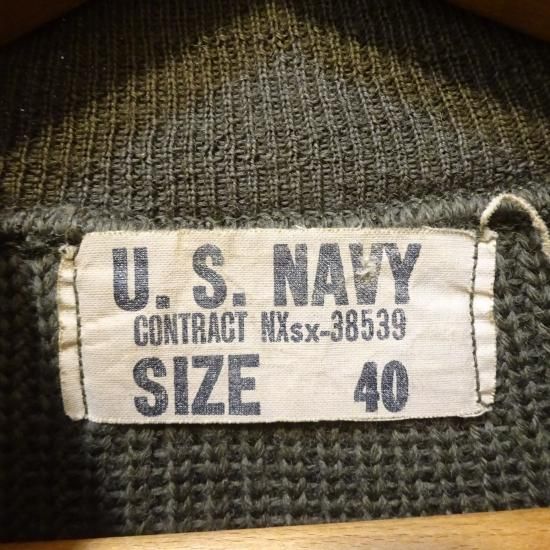 U. S. NAVY
CONTRACT NXsx-38539
SIZE 40